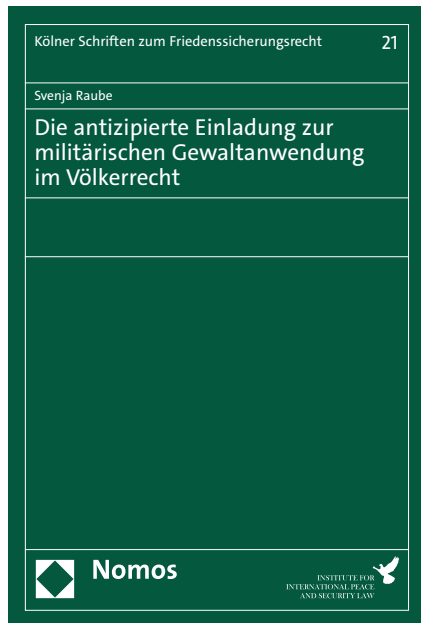 Kölner Schriften zum Friedenssicherungsrecht 21
Svenja Raube
Die antizipierte Einladung zur
militärischen Gewaltanwendung
im Völkerrecht
Nomos
INSTITUTE FOR
INTERNATIONAL PEACE
AND SECURITY LAW